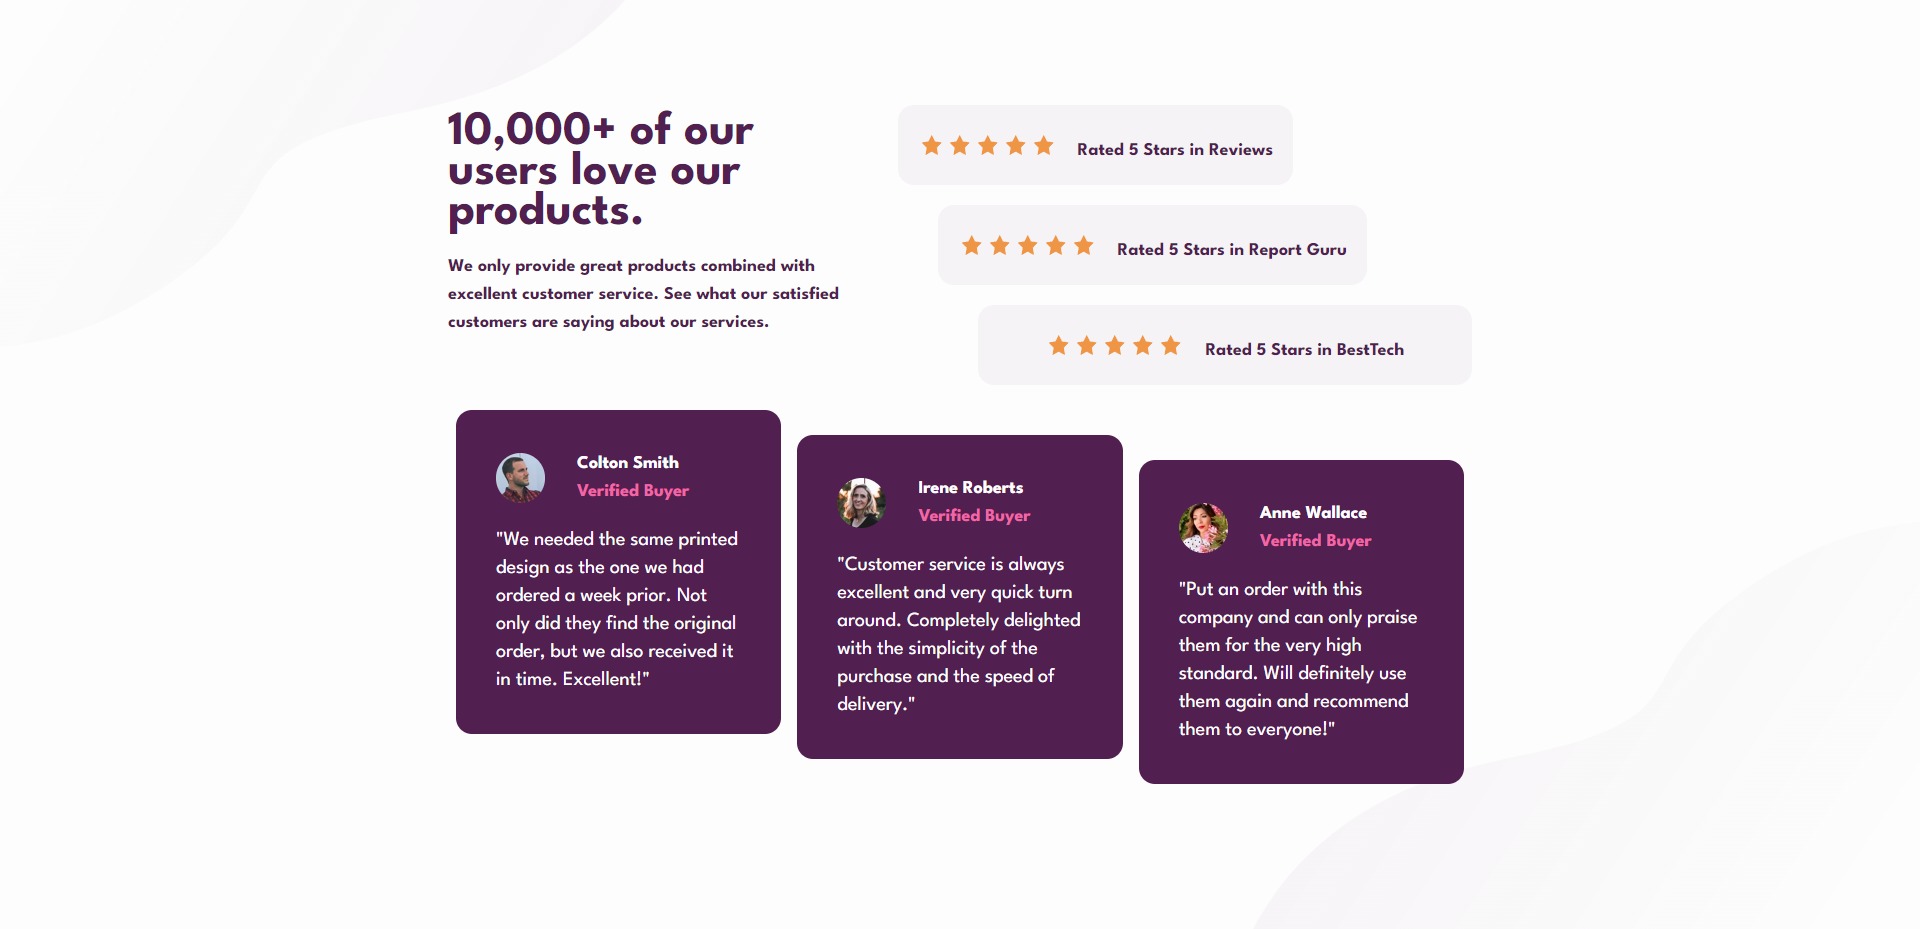 10,000+ of our
users love our
products.
We only provide great products combined with
excellent customer service. See what our satisfied
customers are saying about our services.
Rated 5 Stars in Reviews
Rated 5 Stars in Report Guru
Rated 5 Stars in BestTech
Colton Smith
Verified Buyer
"We needed the same printed
design as the one we had
ordered a week prior. Not
only did they find the original
order, but we also received it
in time. Excellent!"
Irene Roberts
Verified Buyer
"Customer service is always
excellent and very quick turn
around. Completely delighted
with the simplicity of the
purchase and the speed of
delivery."
Anne Wallace
Verified Buyer
"Put an order with this
company and can only praise
them for the very high
standard. Will definitely use
them again and recommend
them to everyone!"